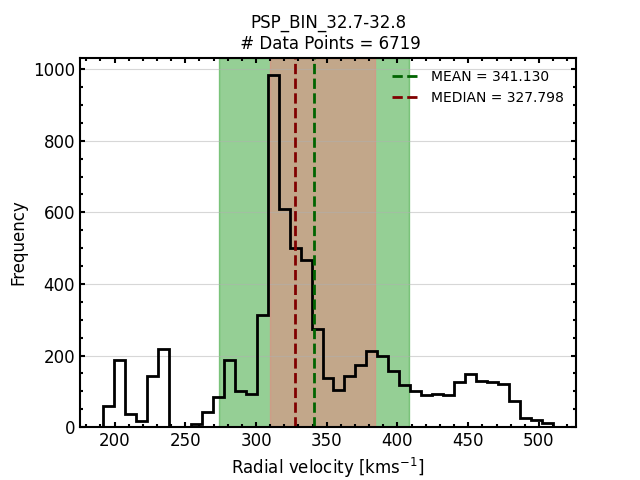 PSP_BIN_32.7-32.8
# Data Points = 6719
MEAN = 341.130
MEDIAN = 327.798
1000
800
600
400
200
0
Frequency
200 250 300 350 400 450 500
Radial velocity [kms⁻¹]